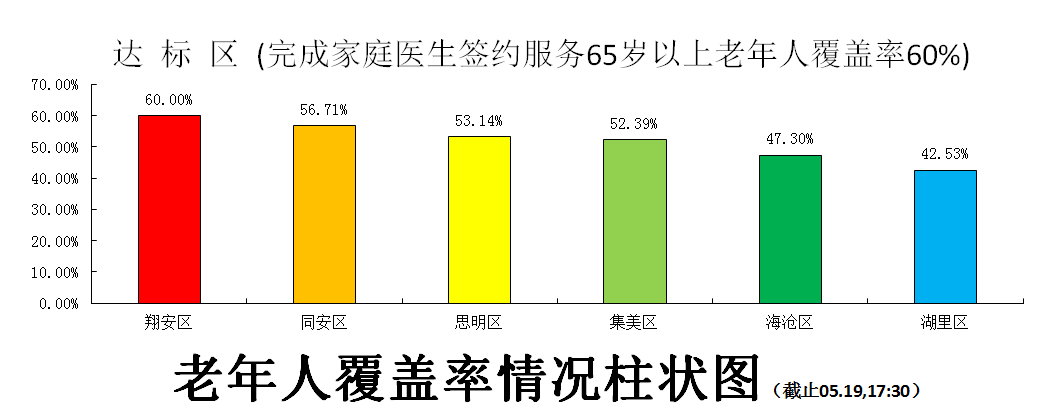 达 标 区 (完成家庭医生签约服务65岁以上老年人覆盖率60%)
70.00%
60.00%
50.00%
40.00%
30.00%
20.00%
10.00%
0.00%
60.00%
56.71%
53.14%
52.39%
47.30%
42.53%
翔安区
同安区
思明区
集美区
海沧区
湖里区
老年人覆盖率情况柱状图（截止05.19,17:30）